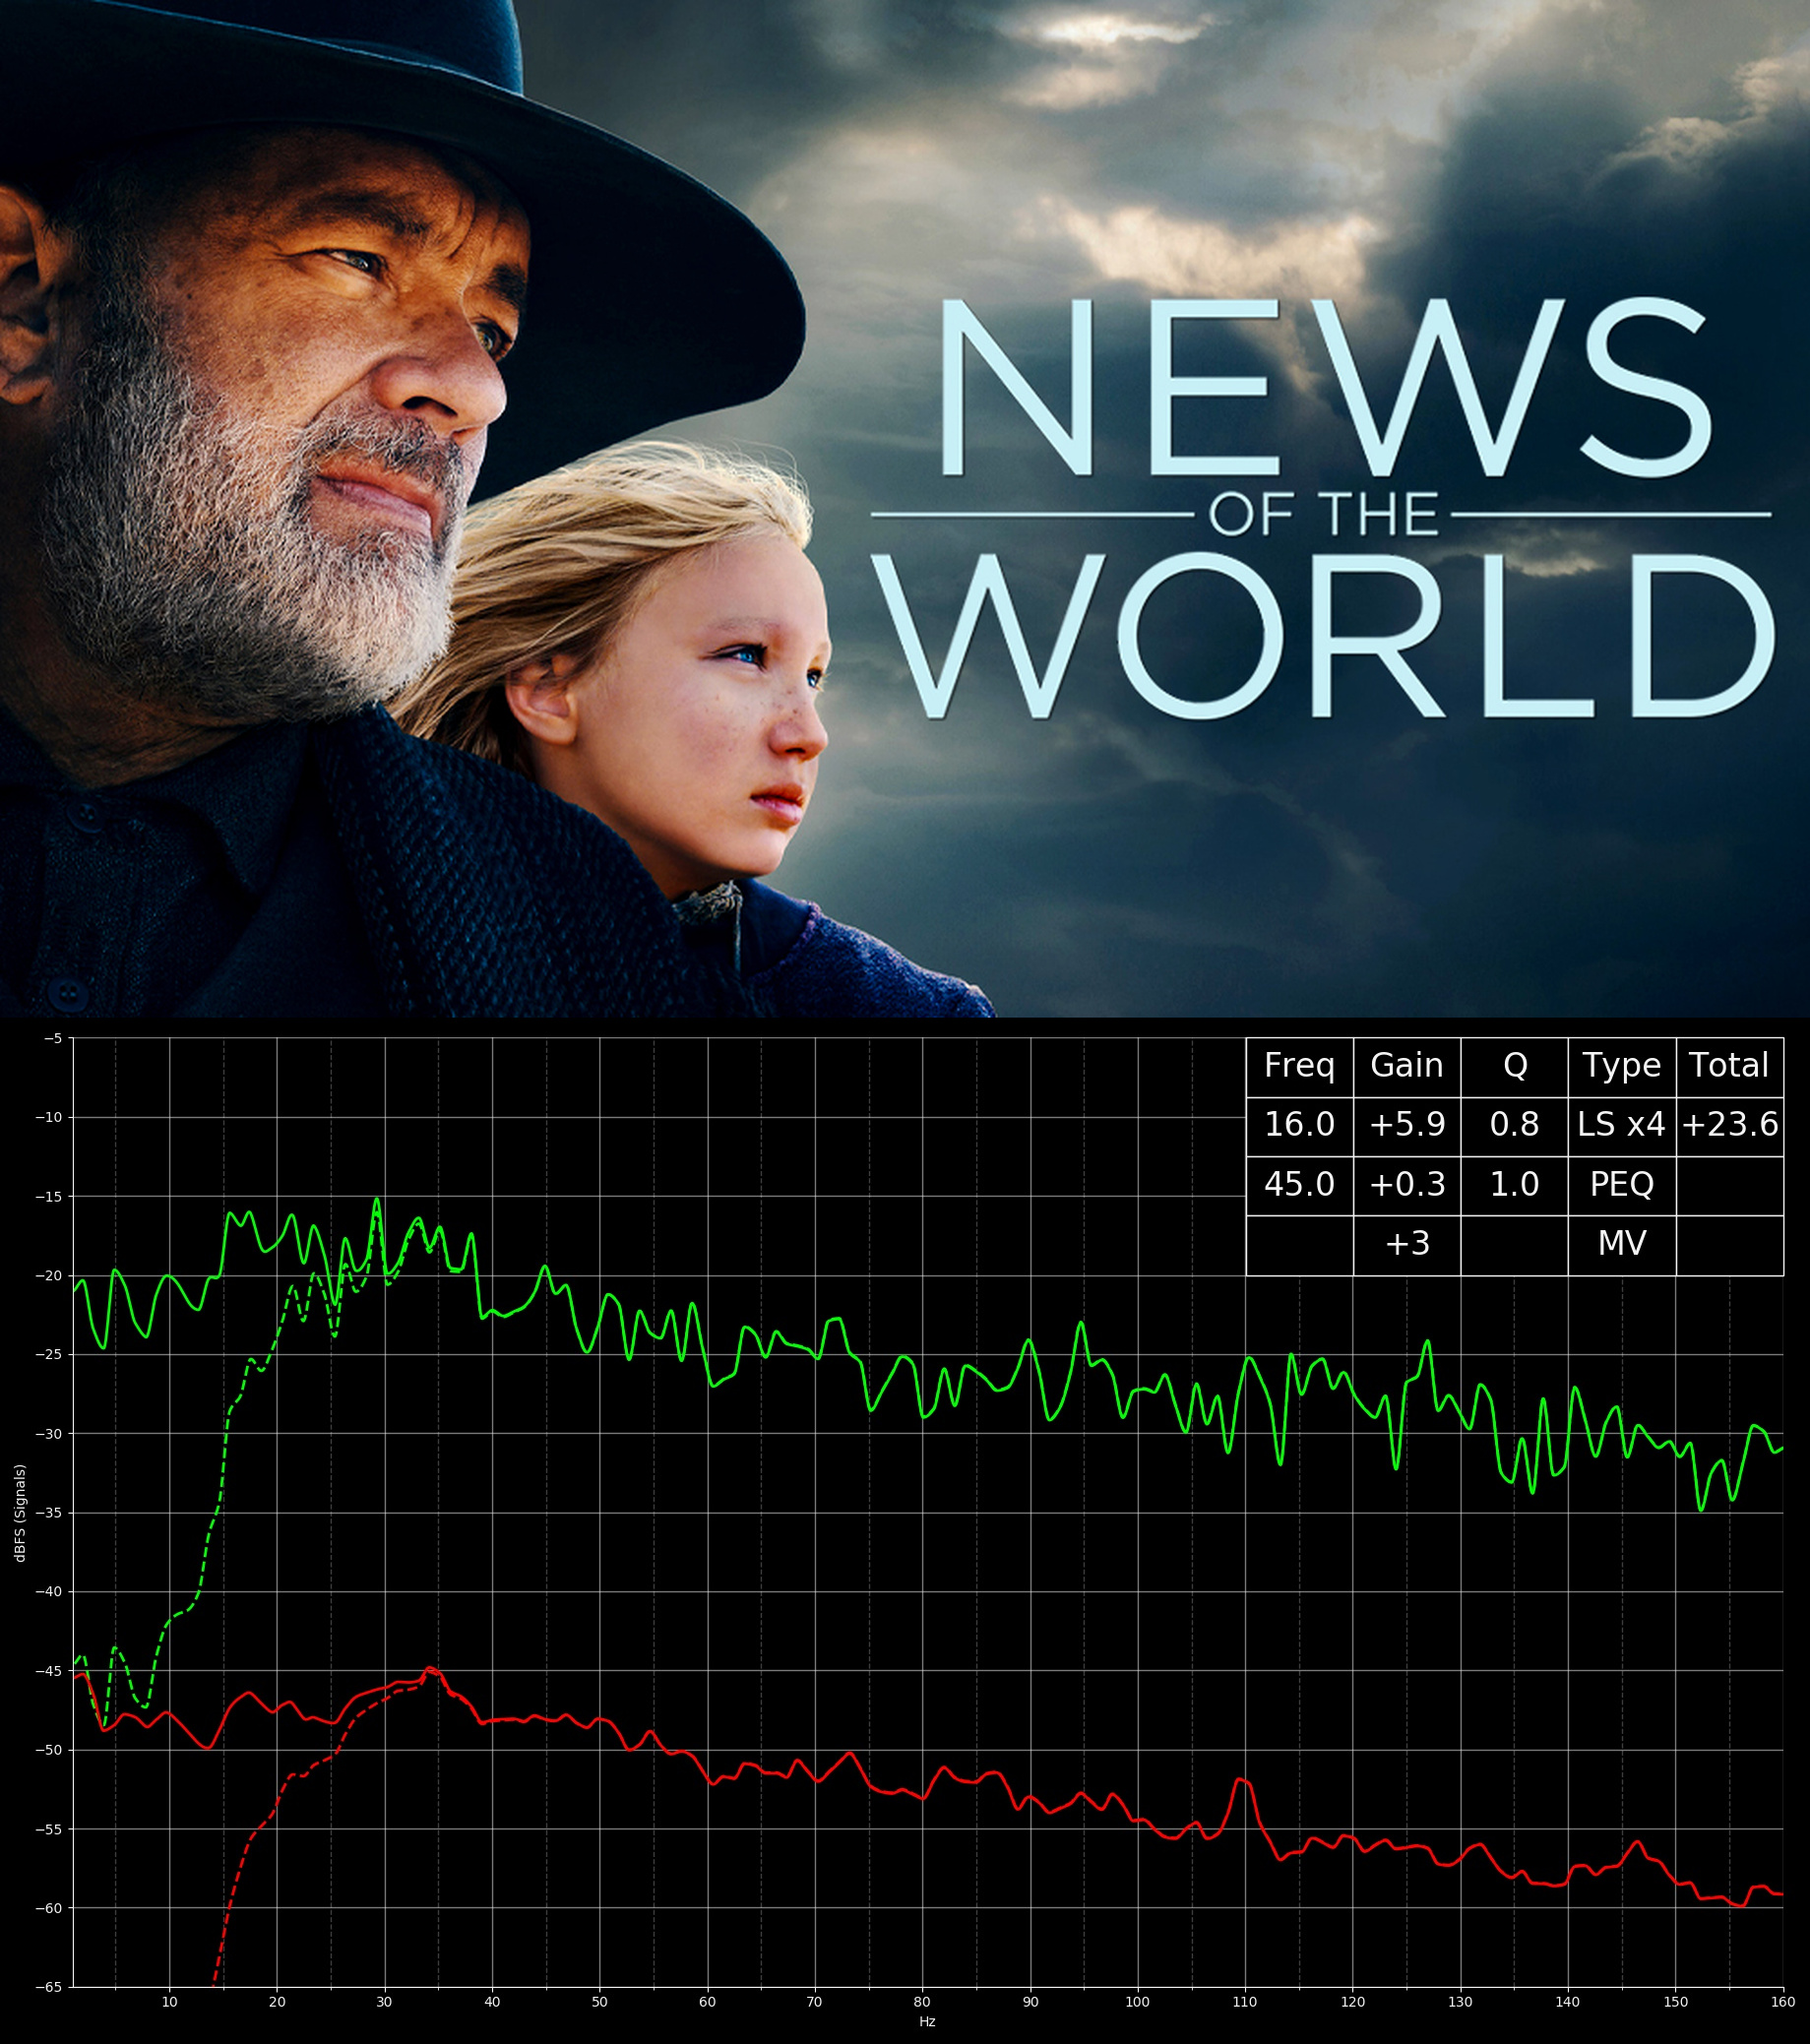 NEWS
OF THE
WORLD
Freq Gain Q Type Total
16.0 +5.9 0.8 LS x4 +23.6
45.0 +0.3 1.0 PEQ
+3 MV
−5
−10
−15
−20
−25
−30
−35
−40
−45
−50
−55
−60
−65
dBFS (Signals)
10 20 30 40 50 60 70 80 90 100 110 120 130 140 150 160
Hz